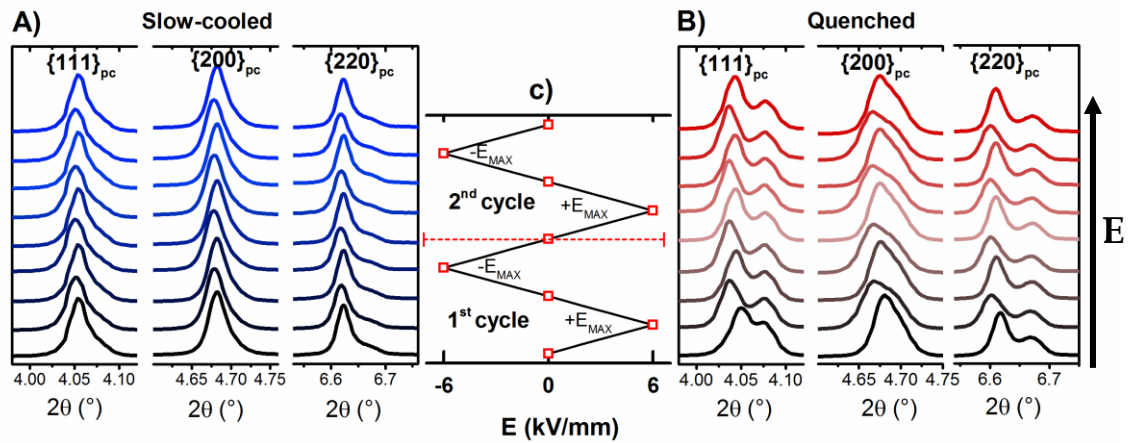 A)
Slow-cooled
{111}pc
{200}pc
{220}pc
4.00 4.05 4.10
4.70 4.75
6.6 6.7
2θ (°)
2θ (°)
2θ (°)
c)
-EMAX
2nd cycle
+EMAX
-EMAX
1st cycle
+EMAX
-6 0 6
E (kV/mm)
B)
Quenched
{111}pc
{200}pc
{220}pc
4.00 4.05 4.10
4.65 4.70 4.75
6.6 6.7
2θ (°)
2θ (°)
2θ (°)
E